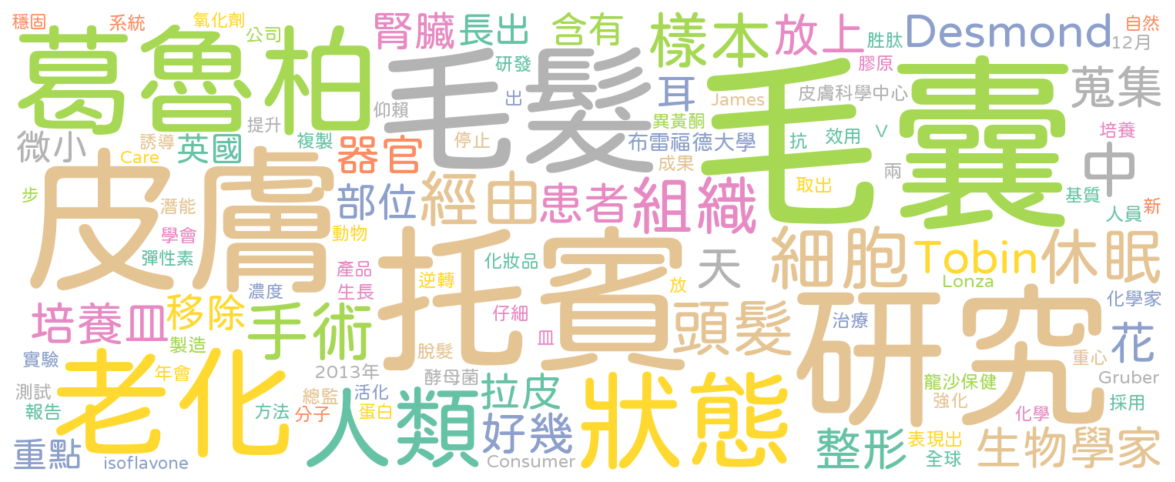 穩固 系統 氧化劑 公司 腎臟 長出 含有 樣本 放上 Desmond 自然
葛魯柏 毛髮 研發 胜肽 12月
仰賴 出 耳 James 膠原 皮膚科學中心 毛囊 蒐集
微小 誘導 提升 複製 停止 異黃酮 效用 V 培養
Care 英國 器官 布雷福德大學 抗 兩 中
成果
步 皮膚 潛能 部位 經由 患者 組織 取出 基質 人員 新
學會 動物
彈性素 托賓 天 細胞 Tobin 休眠
產品 逆轉 化妝品 Lonza
濃度 生長 放 化學家
培養皿 移除 手術 仔細 皿 頭髮 治療 研究 花
製造 脫髮 重心
實驗 老化 年會 2013年 酵母菌 狀態 龍沙保健 Gruber
測試 總監 活化 拉皮 強化 採用
報告 方法 分子 蛋白 人類 好幾 化學
重點 isoflavone Consumer 整形 表現出 全球 生物學家